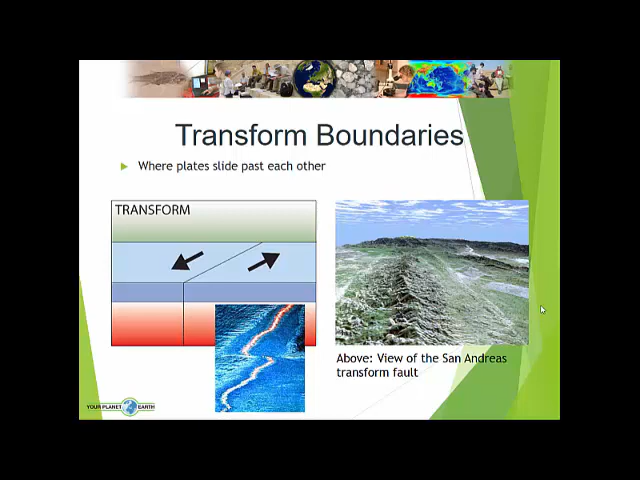 Transform Boundaries
Where plates slide past each other
TRANSFORM
Above: View of the San Andreas
transform fault
YOUR PLANET EARTH